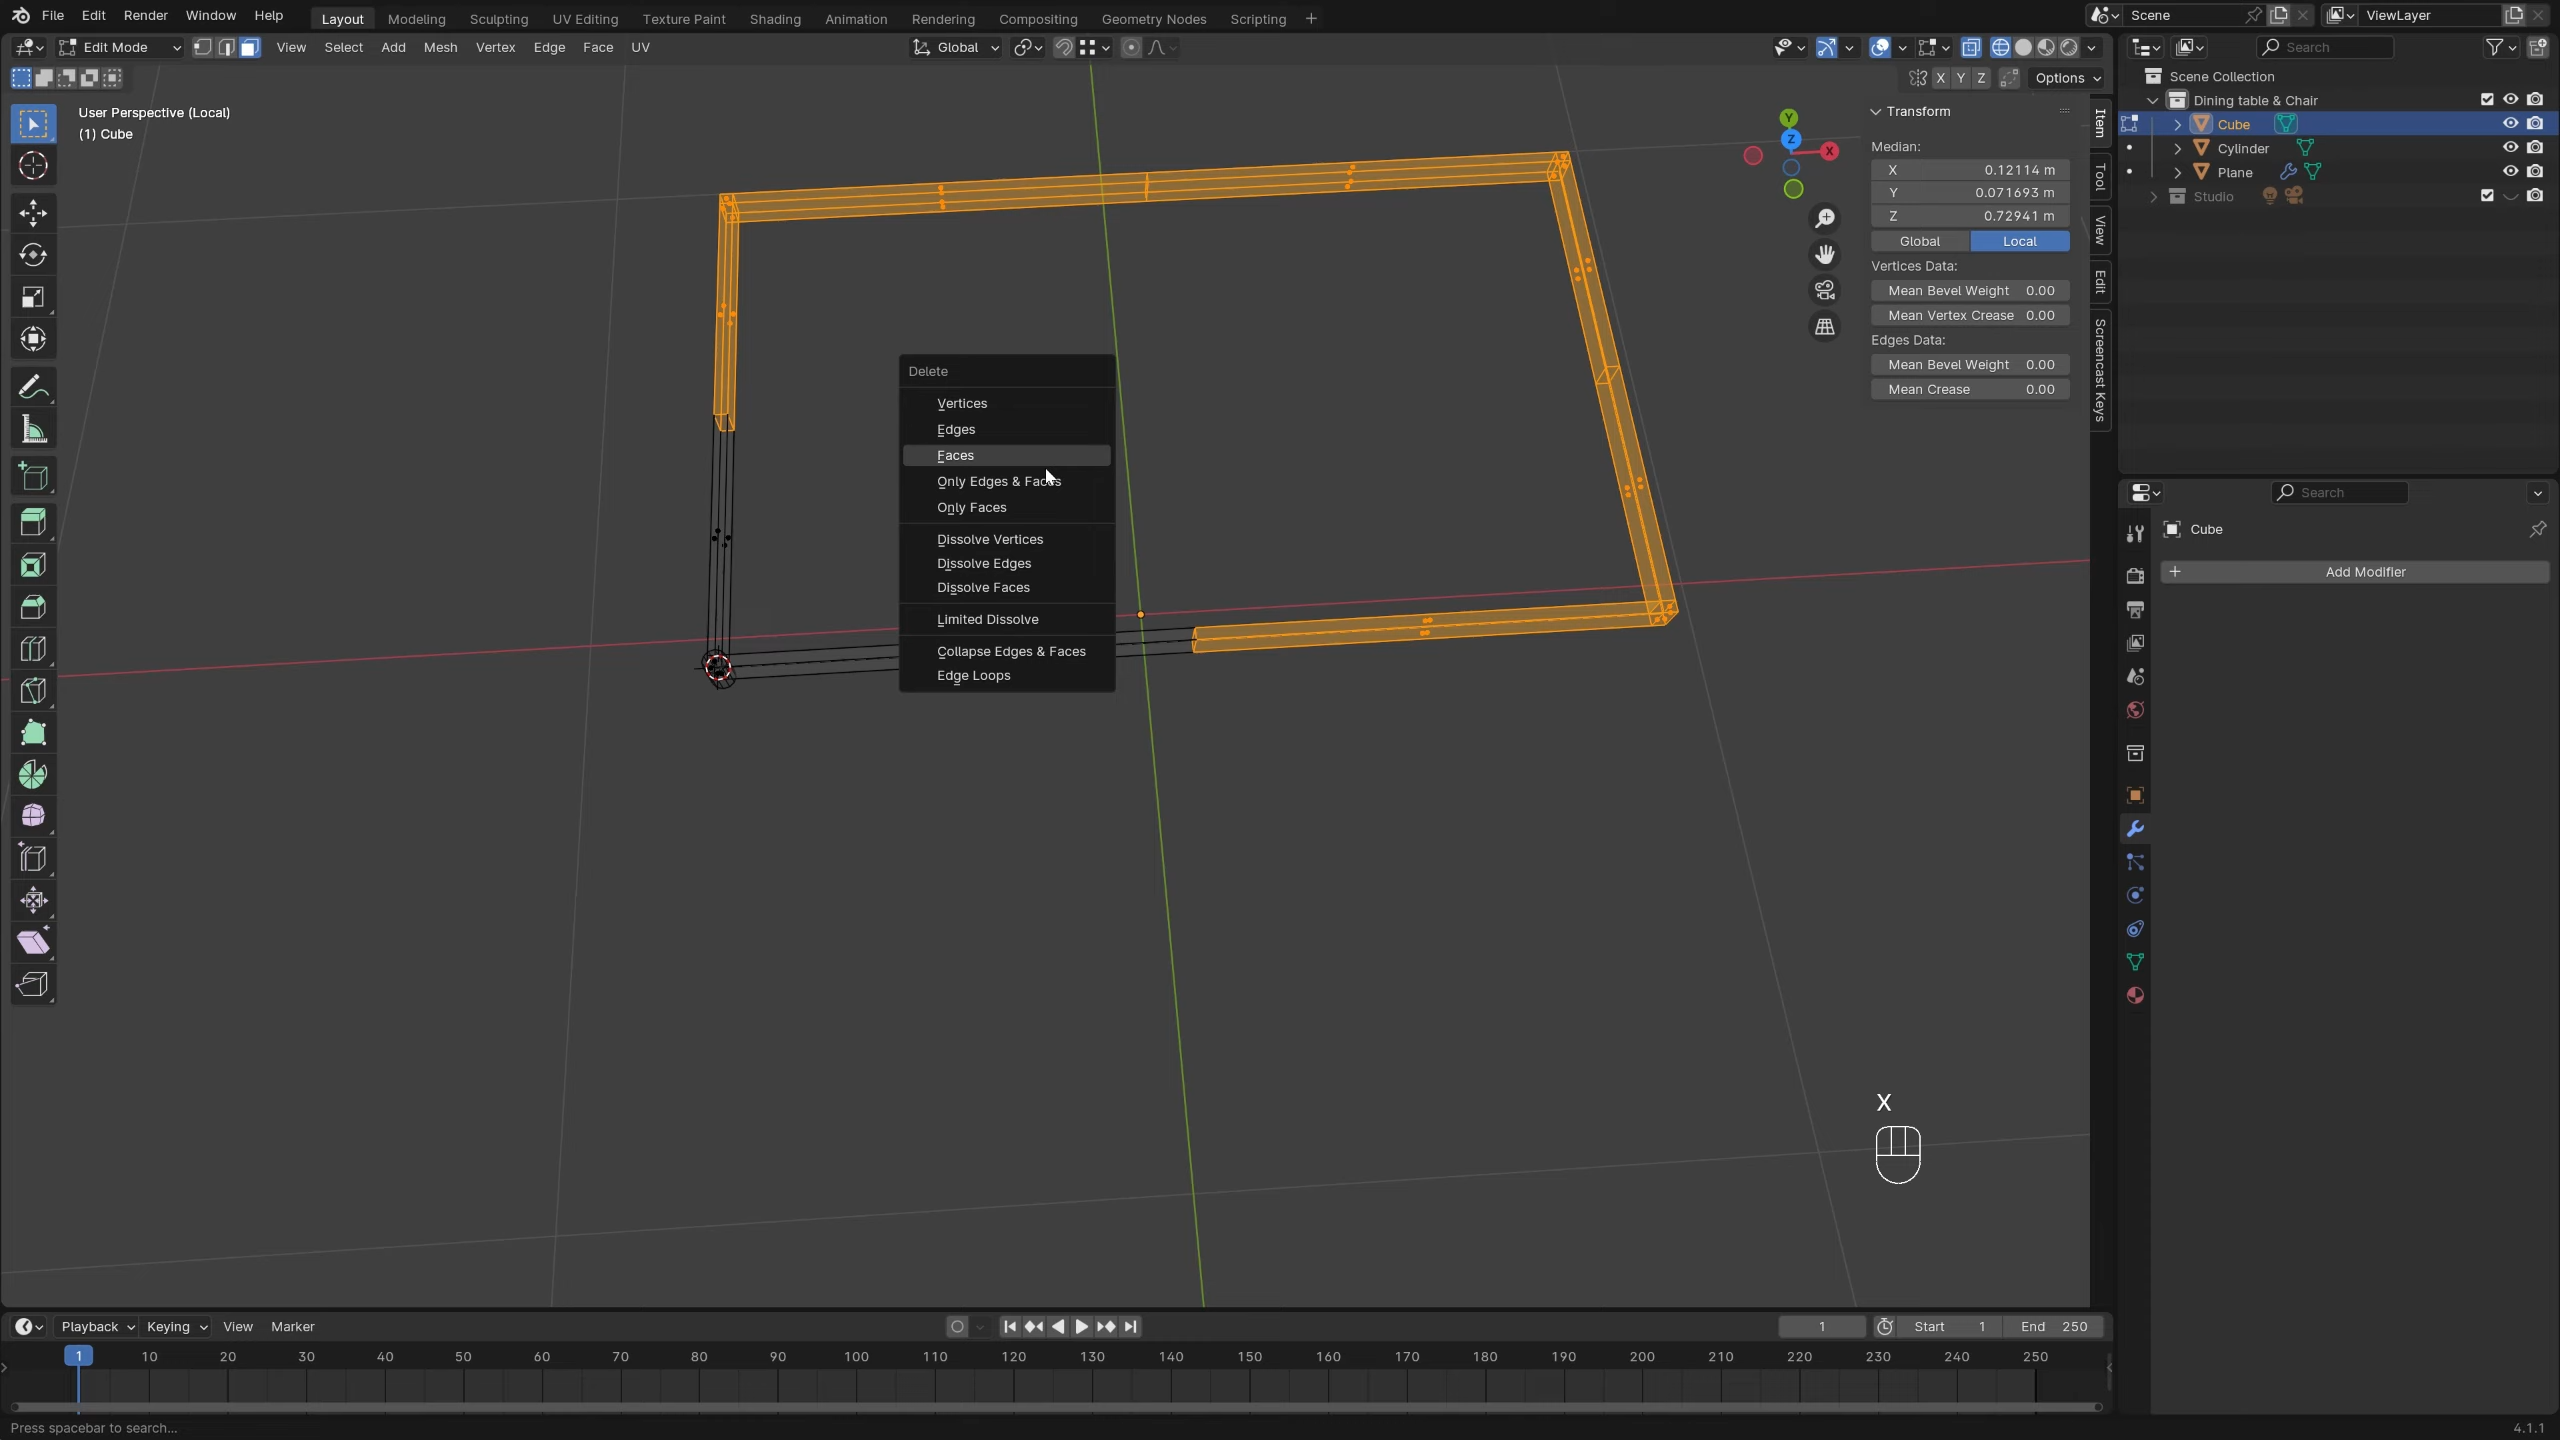 File Edit Render Window Help Layout Modeling Sculpting UV Editing Texture Paint Shading Animation Rendering Compositing Geometry Nodes Scripting + Scene ViewLayer
Edit Mode View Select Add Mesh Vertex Edge Face UV Global Search
X Y Z Options
User Perspective (Local)
(1) Cube
Y
Z
X
Transform
Median:
X 0.12114 m
Y 0.071693 m
Z 0.72941 m
Global Local
Vertices Data:
Mean Bevel Weight 0.00
Mean Vertex Crease 0.00
Edges Data:
Mean Bevel Weight 0.00
Mean Crease 0.00
Item
Tool
View
Edit
Screencast Keys
Scene Collection
Dining table & Chair
Cube
Cylinder
Plane
Studio
Delete
Vertices
Edges
Faces
Only Edges & Faces
Only Faces
Dissolve Vertices
Dissolve Edges
Dissolve Faces
Limited Dissolve
Collapse Edges & Faces
Edge Loops
Search
Cube
+ Add Modifier
X
Playback Keying View Marker 1 Start 1 End 250
1 10 20 30 40 50 60 70 80 90 100 110 120 130 140 150 160 170 180 190 200 210 220 230 240 250
Press spacebar to search...
4.1.1